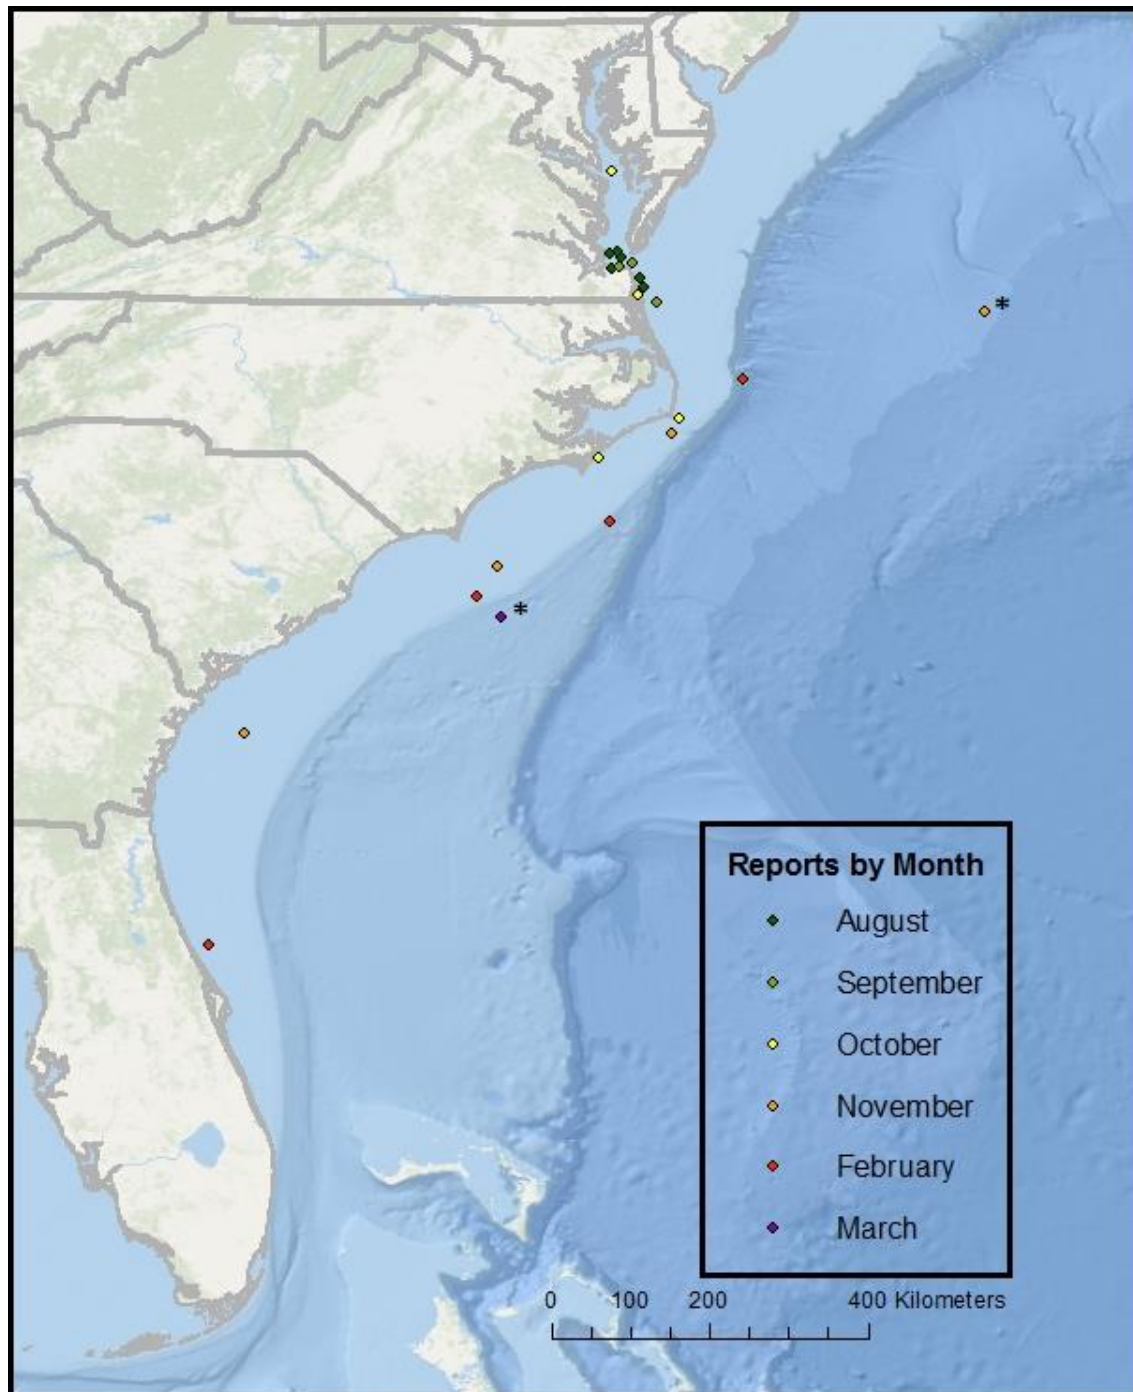 *
*
Reports by Month
August
September
October
November
February
March
0 100 200 400 Kilometers